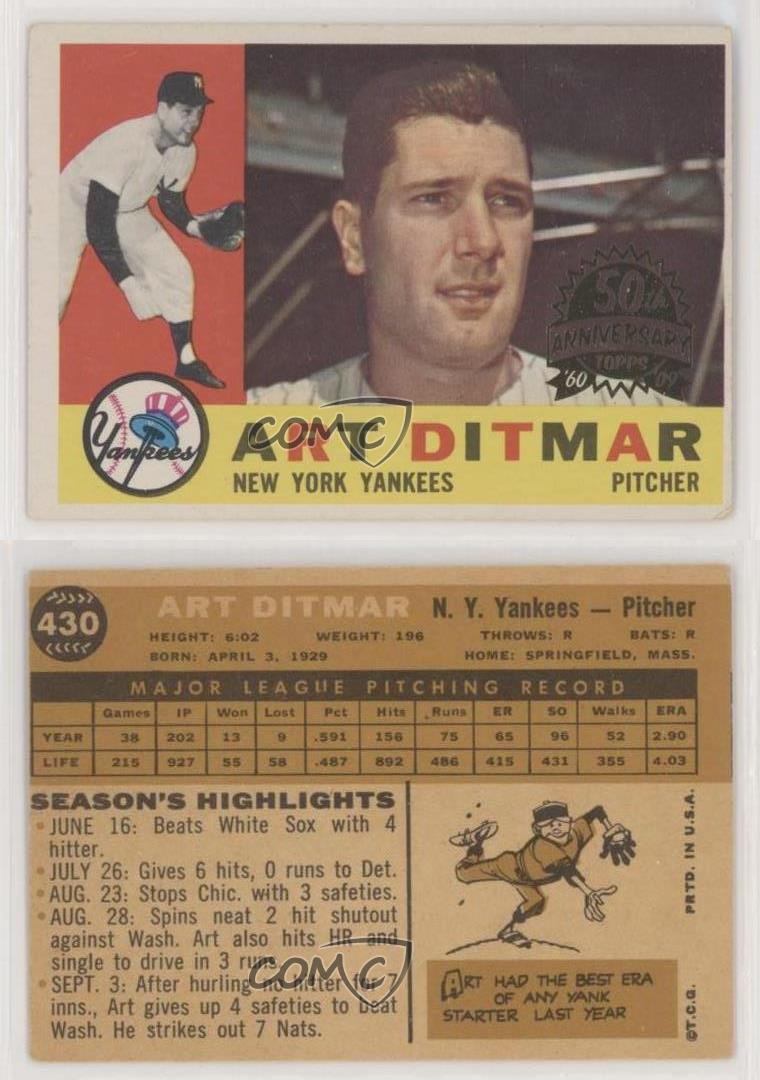 50th
ANNIVERSARY
TOPPS
'60 '09
Yankees
ART DITMAR
NEW YORK YANKEES PITCHER
COMC
430
ART DITMAR N. Y. Yankees — Pitcher
HEIGHT: 6:02 WEIGHT: 196 THROWS: R BATS: R
BORN: APRIL 3, 1929 HOME: SPRINGFIELD, MASS.
MAJOR LEAGUE PITCHING RECORD
Games IP Won Lost Pct Hits Runs ER SO Walks ERA
YEAR 38 202 13 9 .591 156 75 65 96 52 2.90
LIFE 215 927 55 58 .487 892 486 415 431 355 4.03
SEASON'S HIGHLIGHTS
• JUNE 16: Beats White Sox with 4
hitter.
• JULY 26: Gives 6 hits, 0 runs to Det.
• AUG. 23: Stops Chic. with 3 safeties.
• AUG. 28: Spins neat 2 hit shutout
against Wash. Art also hits HR and
single to drive in 3 runs.
• SEPT. 3: After hurling no hitter for 7
inns., Art gives up 4 safeties to beat
Wash. He strikes out 7 Nats.
COMC
ART HAD THE BEST ERA
OF ANY YANK
STARTER LAST YEAR
©T.C.G. PRTD. IN U.S.A.